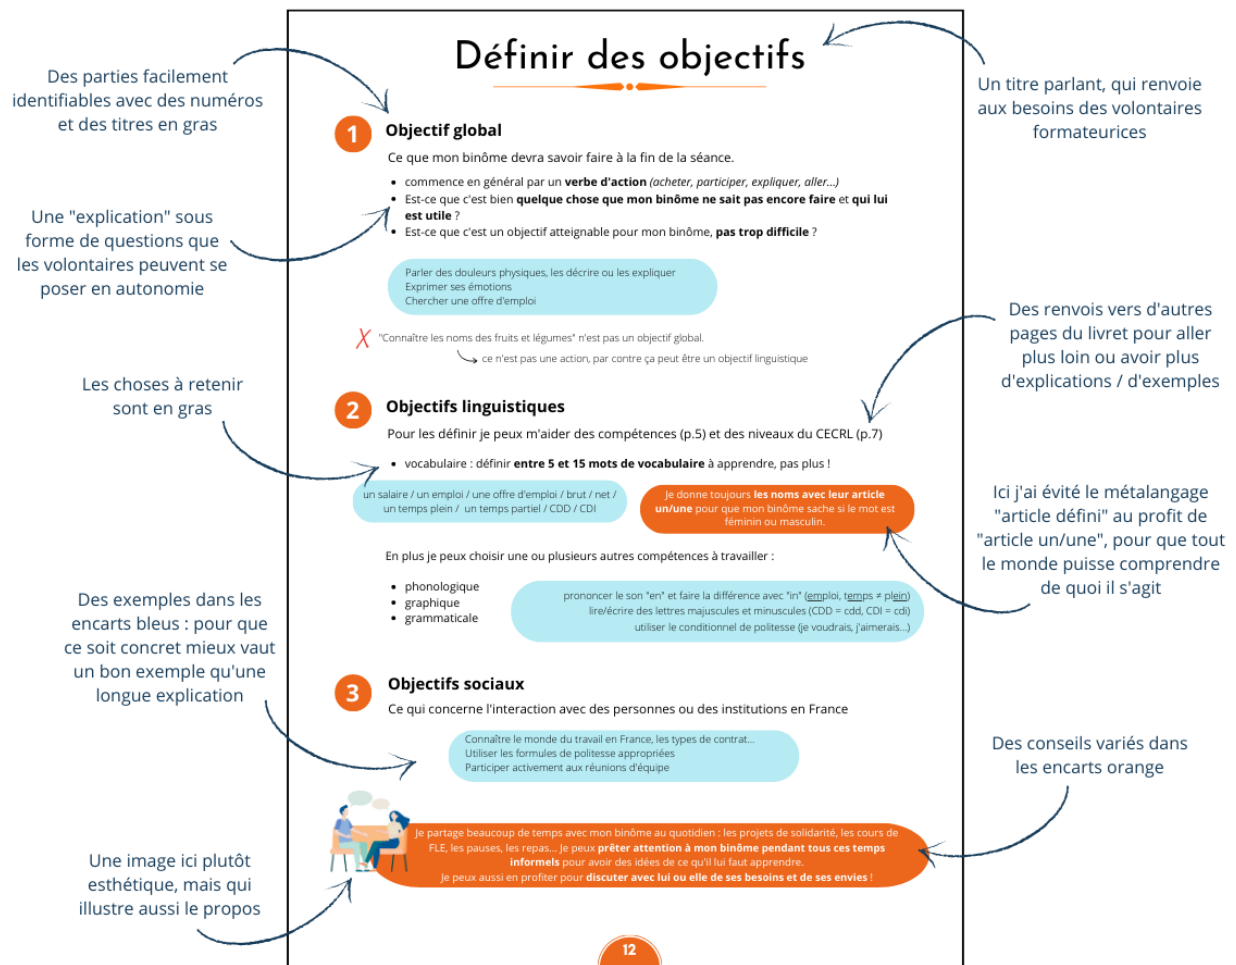 Définir des objectifs
Des parties facilement
identifiables avec des numéros
et des titres en gras
Un titre parlant, qui renvoie
aux besoins des volontaires
formateurices
1
Objectif global
Ce que mon binôme devra savoir faire à la fin de la séance.
• commence en général par un verbe d'action (acheter, participer, expliquer, aller...)
• Est-ce que c'est bien quelque chose que mon binôme ne sait pas encore faire et qui lui
est utile ?
• Est-ce que c'est un objectif atteignable pour mon binôme, pas trop difficile ?
Une "explication" sous
forme de questions que
les volontaires peuvent se
poser en autonomie
Parler des douleurs physiques, les décrire ou les expliquer
Exprimer ses émotions
Chercher une offre d'emploi
X "Connaître les noms des fruits et légumes" n'est pas un objectif global.
ce n'est pas une action, par contre ça peut être un objectif linguistique
Des renvois vers d'autres
pages du livret pour aller
plus loin ou avoir plus
d'explications / d'exemples
Les choses à retenir
sont en gras
2
Objectifs linguistiques
Pour les définir je peux m'aider des compétences (p.5) et des niveaux du CECRL (p.7)
• vocabulaire : définir entre 5 et 15 mots de vocabulaire à apprendre, pas plus !
un salaire / un emploi / une offre d'emploi / brut / net /
un temps plein / un temps partiel / CDD / CDI
Je donne toujours les noms avec leur article
un/une pour que mon binôme sache si le mot est
féminin ou masculin.
Ici j'ai évité le métalangage
"article défini" au profit de
"article un/une", pour que tout
le monde puisse comprendre
de quoi il s'agit
En plus je peux choisir une ou plusieurs autres compétences à travailler :
• phonologique
• graphique
• grammaticale
prononcer le son "en" et faire la différence avec "in" (emploi, temps ≠ plein)
lire/écrire des lettres majuscules et minuscules (CDD = cdd, CDI = cdi)
utiliser le conditionnel de politesse (je voudrais, j'aimerais...)
Des exemples dans les
encarts bleus : pour que
ce soit concret mieux vaut
un bon exemple qu'une
longue explication
3
Objectifs sociaux
Ce qui concerne l'interaction avec des personnes ou des institutions en France
Connaître le monde du travail en France, les types de contrat...
Utiliser les formules de politesse appropriées
Participer activement aux réunions d'équipe
Des conseils variés dans
les encarts orange
Je partage beaucoup de temps avec mon binôme au quotidien : les projets de solidarité, les cours de
FLE, les pauses, les repas... Je peux prêter attention à mon binôme pendant tous ces temps
informels pour avoir des idées de ce qu'il lui faut apprendre.
Je peux aussi en profiter pour discuter avec lui ou elle de ses besoins et de ses envies !
Une image ici plutôt
esthétique, mais qui
illustre aussi le propos
12